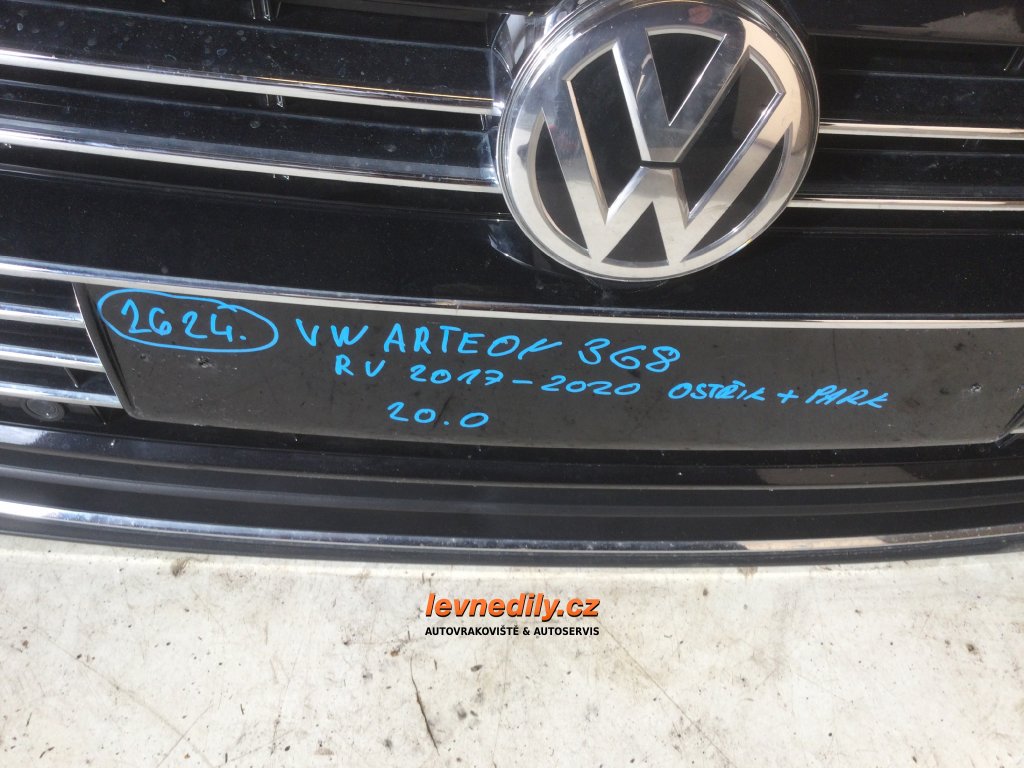 2624.
VW ARTEON 3G8
RV 2017-2020 OSTŘIK + PARK
20.0
levnedily.cz
AUTOVRAKOVIŠTĚ & AUTOSERVIS